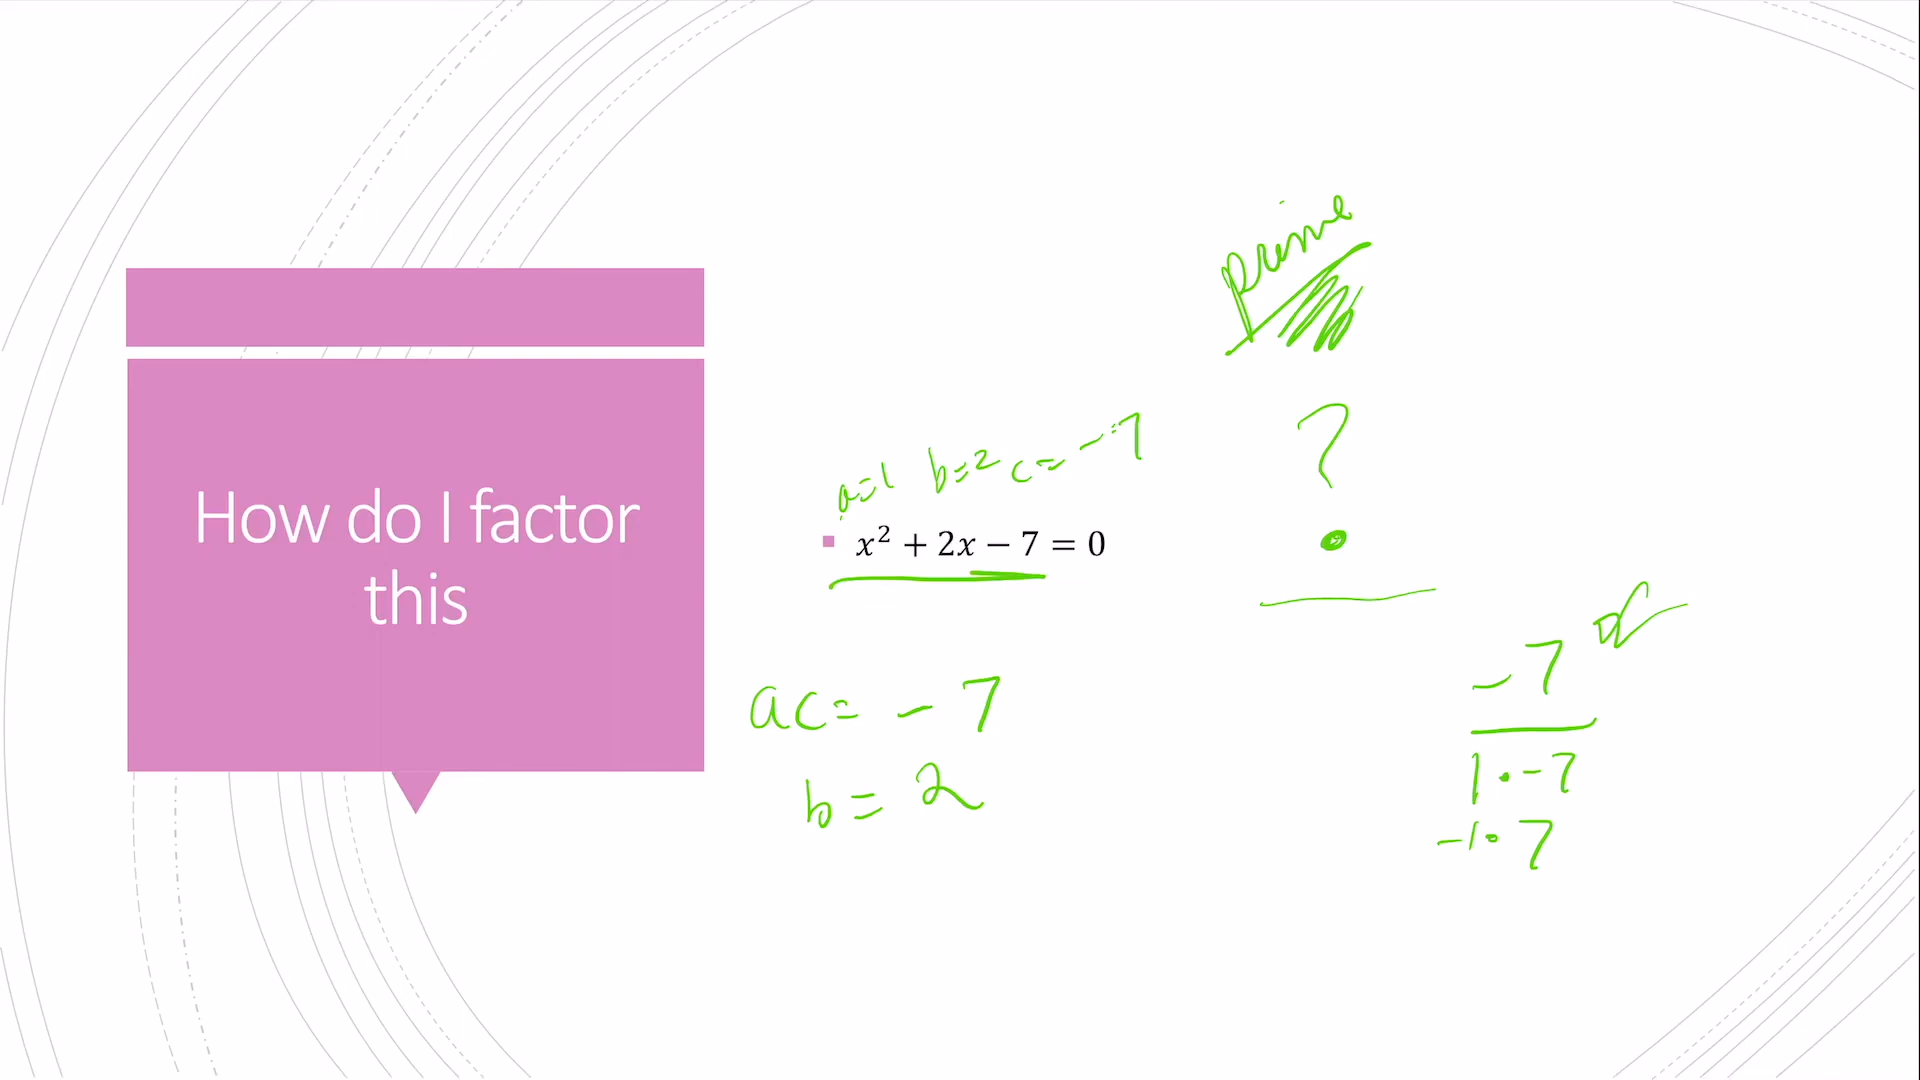 How do I factor
this
prime
a=1 b=2 c=-7
x² + 2x − 7 = 0
?
ac= -7
b = 2
-7
1·-7
-1·7